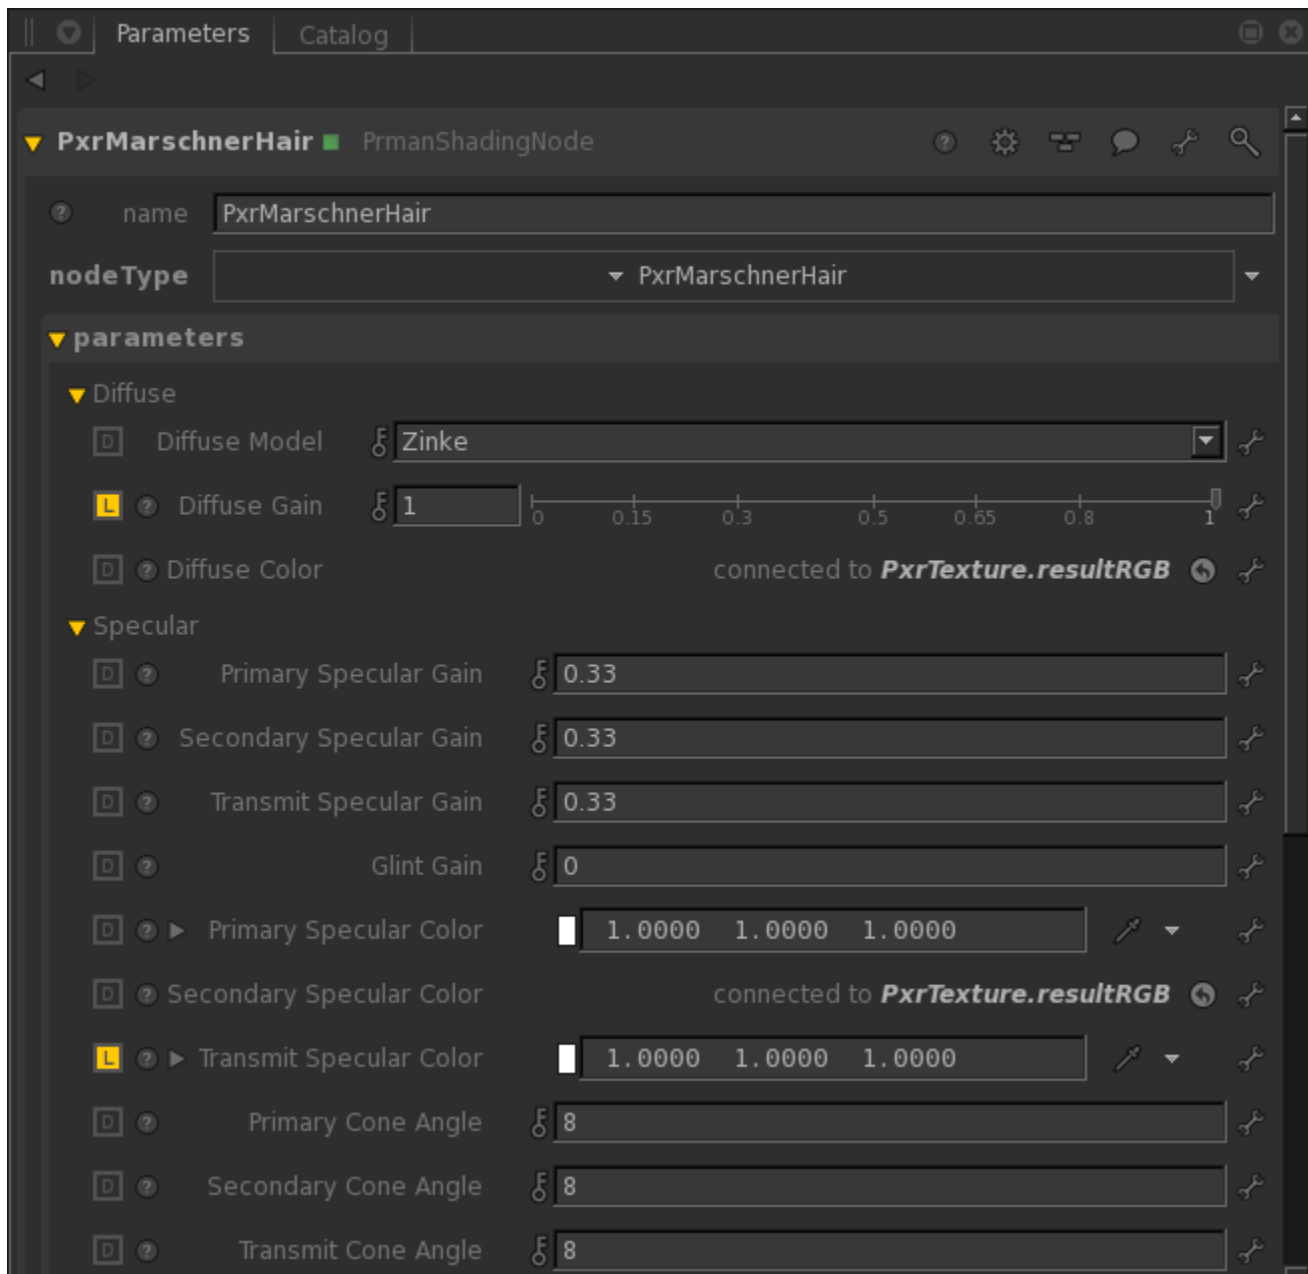 Parameters Catalog
PxrMarschnerHair PrmanShadingNode ?
? name PxrMarschnerHair
nodeType PxrMarschnerHair
parameters
Diffuse
D Diffuse Model Zinke
L ? Diffuse Gain 1 0 0.15 0.3 0.5 0.65 0.8 1
D ? Diffuse Color connected to PxrTexture.resultRGB
Specular
D ? Primary Specular Gain 0.33
D ? Secondary Specular Gain 0.33
D ? Transmit Specular Gain 0.33
D ? Glint Gain 0
D ? Primary Specular Color 1.0000 1.0000 1.0000
D ? Secondary Specular Color connected to PxrTexture.resultRGB
L ? Transmit Specular Color 1.0000 1.0000 1.0000
D ? Primary Cone Angle 8
D ? Secondary Cone Angle 8
D ? Transmit Cone Angle 8